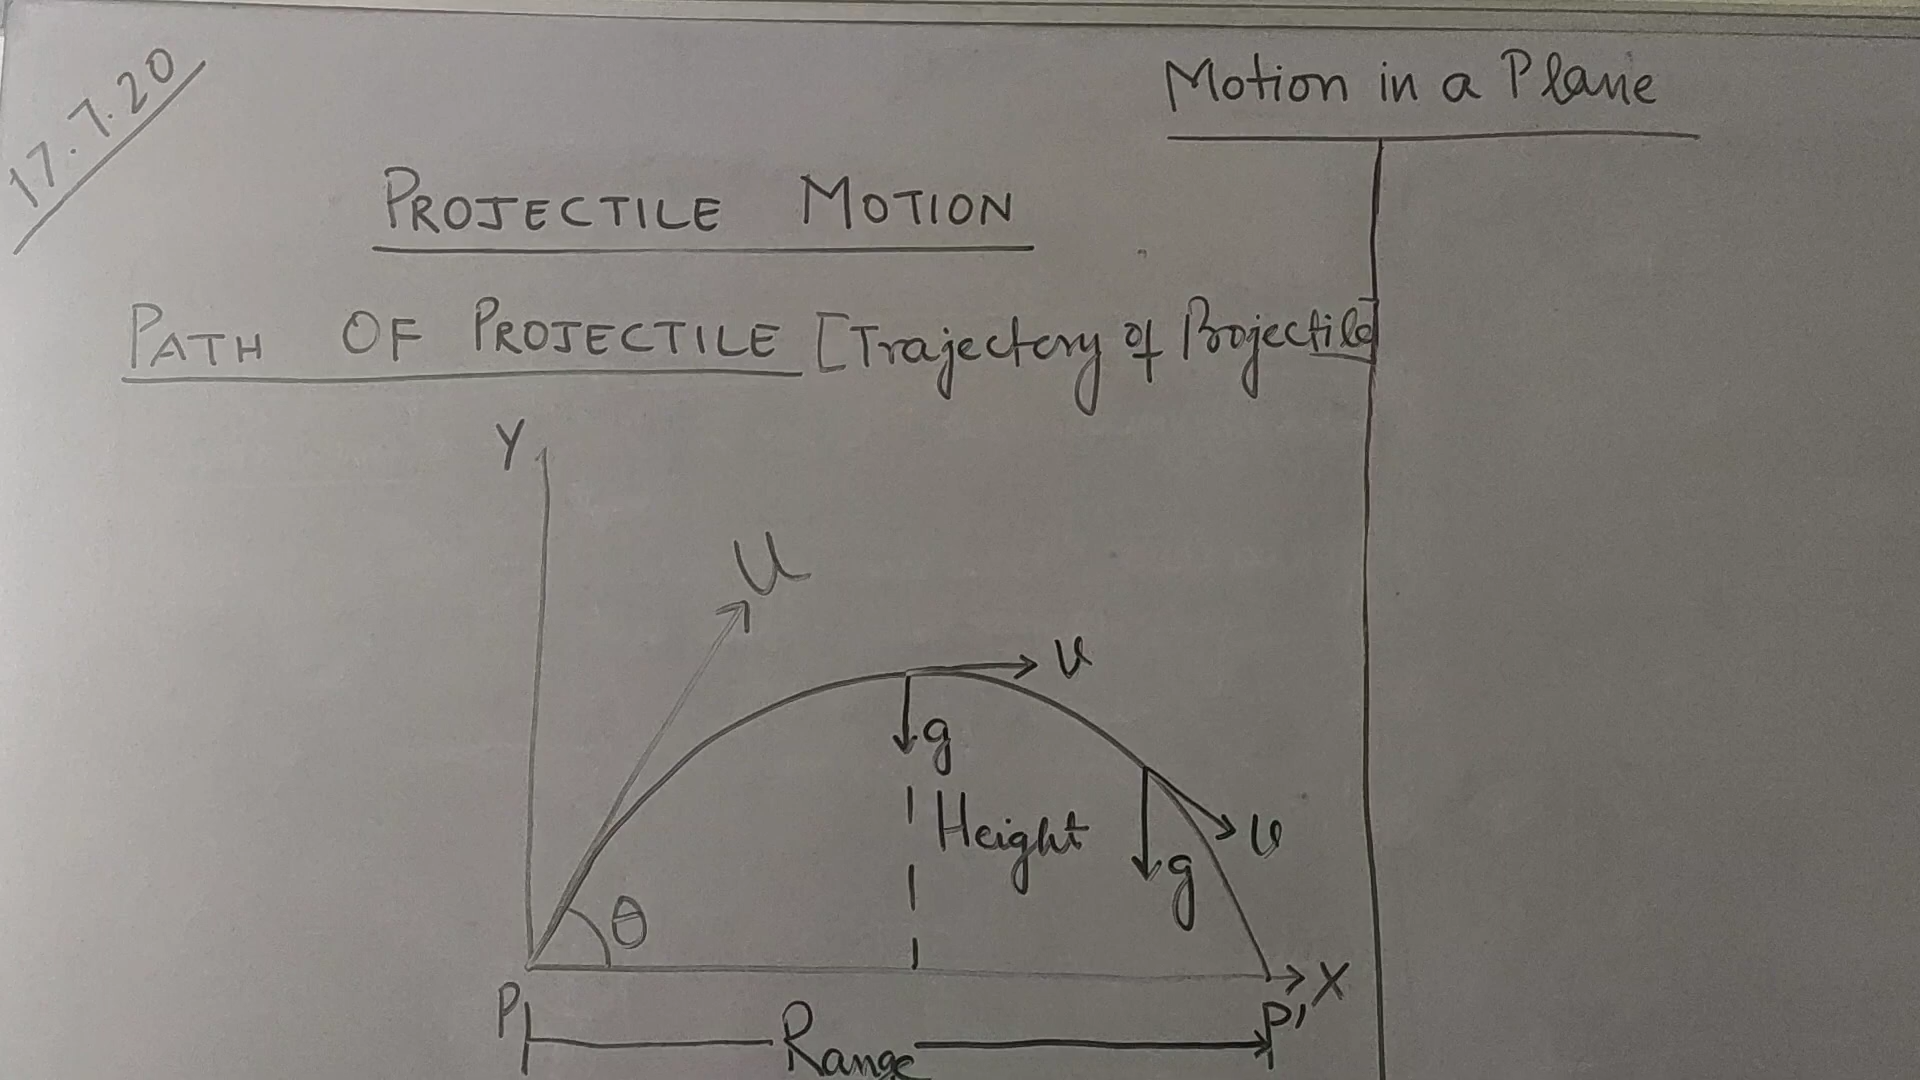 17.7.20
Motion in a Plane
PROJECTILE MOTION
PATH OF PROJECTILE [Trajectory of Projectile]
Y
U
v
g
Height
v
g
θ
X
P
P'
Range